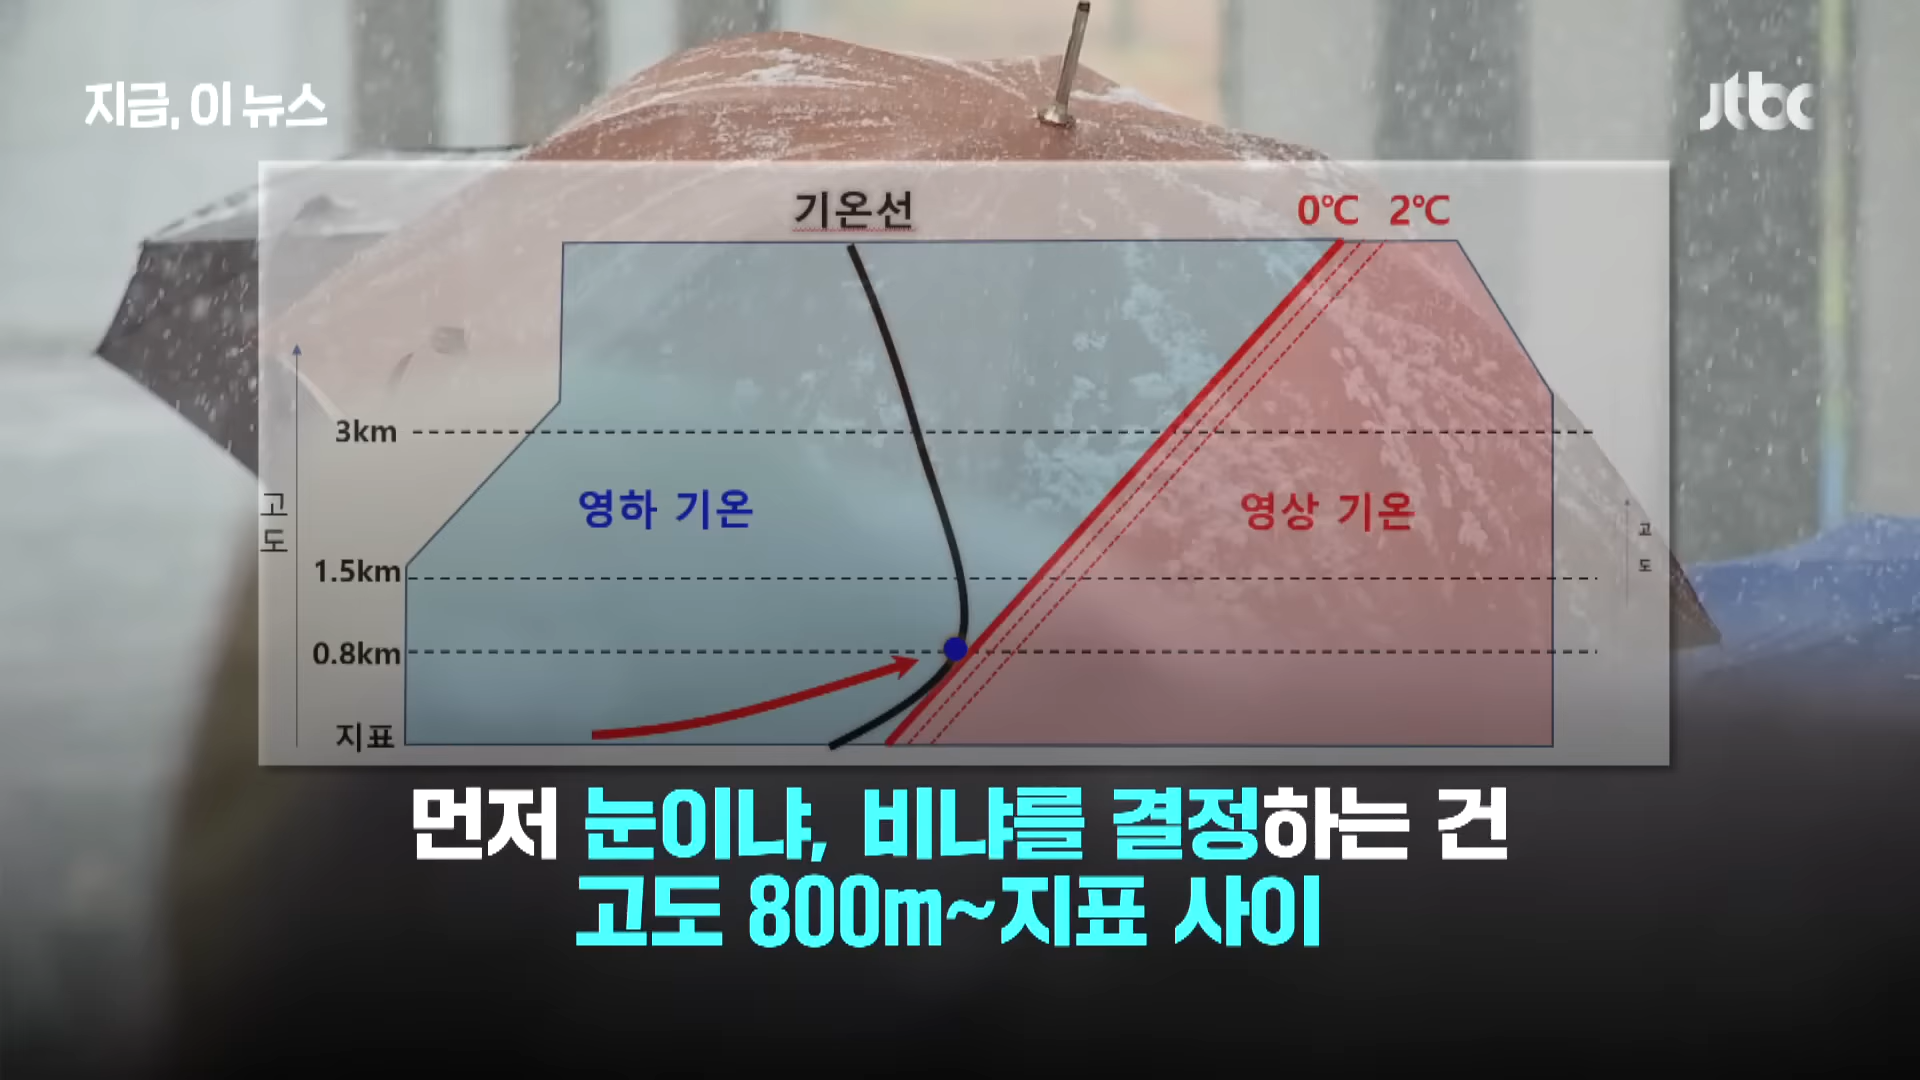 지금, 이 뉴스
jtbc
기온선
0℃ 2℃
3km
영하 기온
영상 기온
고도
고도
1.5km
0.8km
지표
먼저 눈이냐, 비냐를 결정하는 건
고도 800m~지표 사이